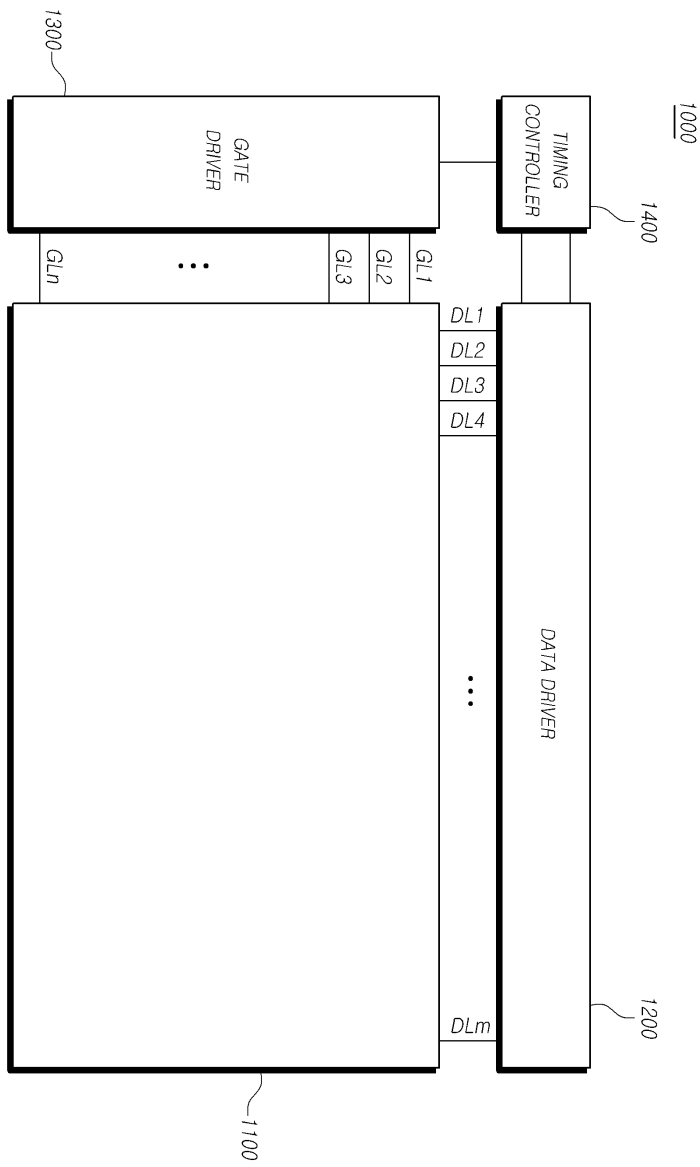 1000
TIMING
CONTROLLER
1400
DATA DRIVER
1200
DL1
DL2
DL3
DL4
...
DLm
GATE
DRIVER
1300
GL1
GL2
GL3
...
GLn
1100